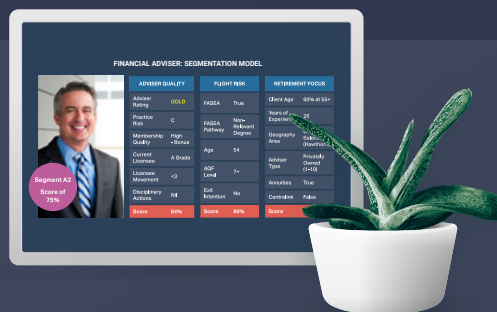 FINANCIAL ADVISER: SEGMENTATION MODEL
ADVISER QUALITY
Adviser Rating GOLD
Practice Risk C
Membership Quality High - Bonus
Current Licensee A Grade
Licensee Movement <3
Disciplinary Actions Nil
Score 84%
FLIGHT RISK
FASEA True
FASEA Pathway Non-Relevant Degree
Age 54
AQF Level 7+
Exit Intention No
Score 80%
RETIREMENT FOCUS
Client Age 60% at 55+
Years of
Geography Area
Adviser Type Privately Owned (1-10)
Annuities True
Centrelink False
Score
Segment A2
Score of
75%